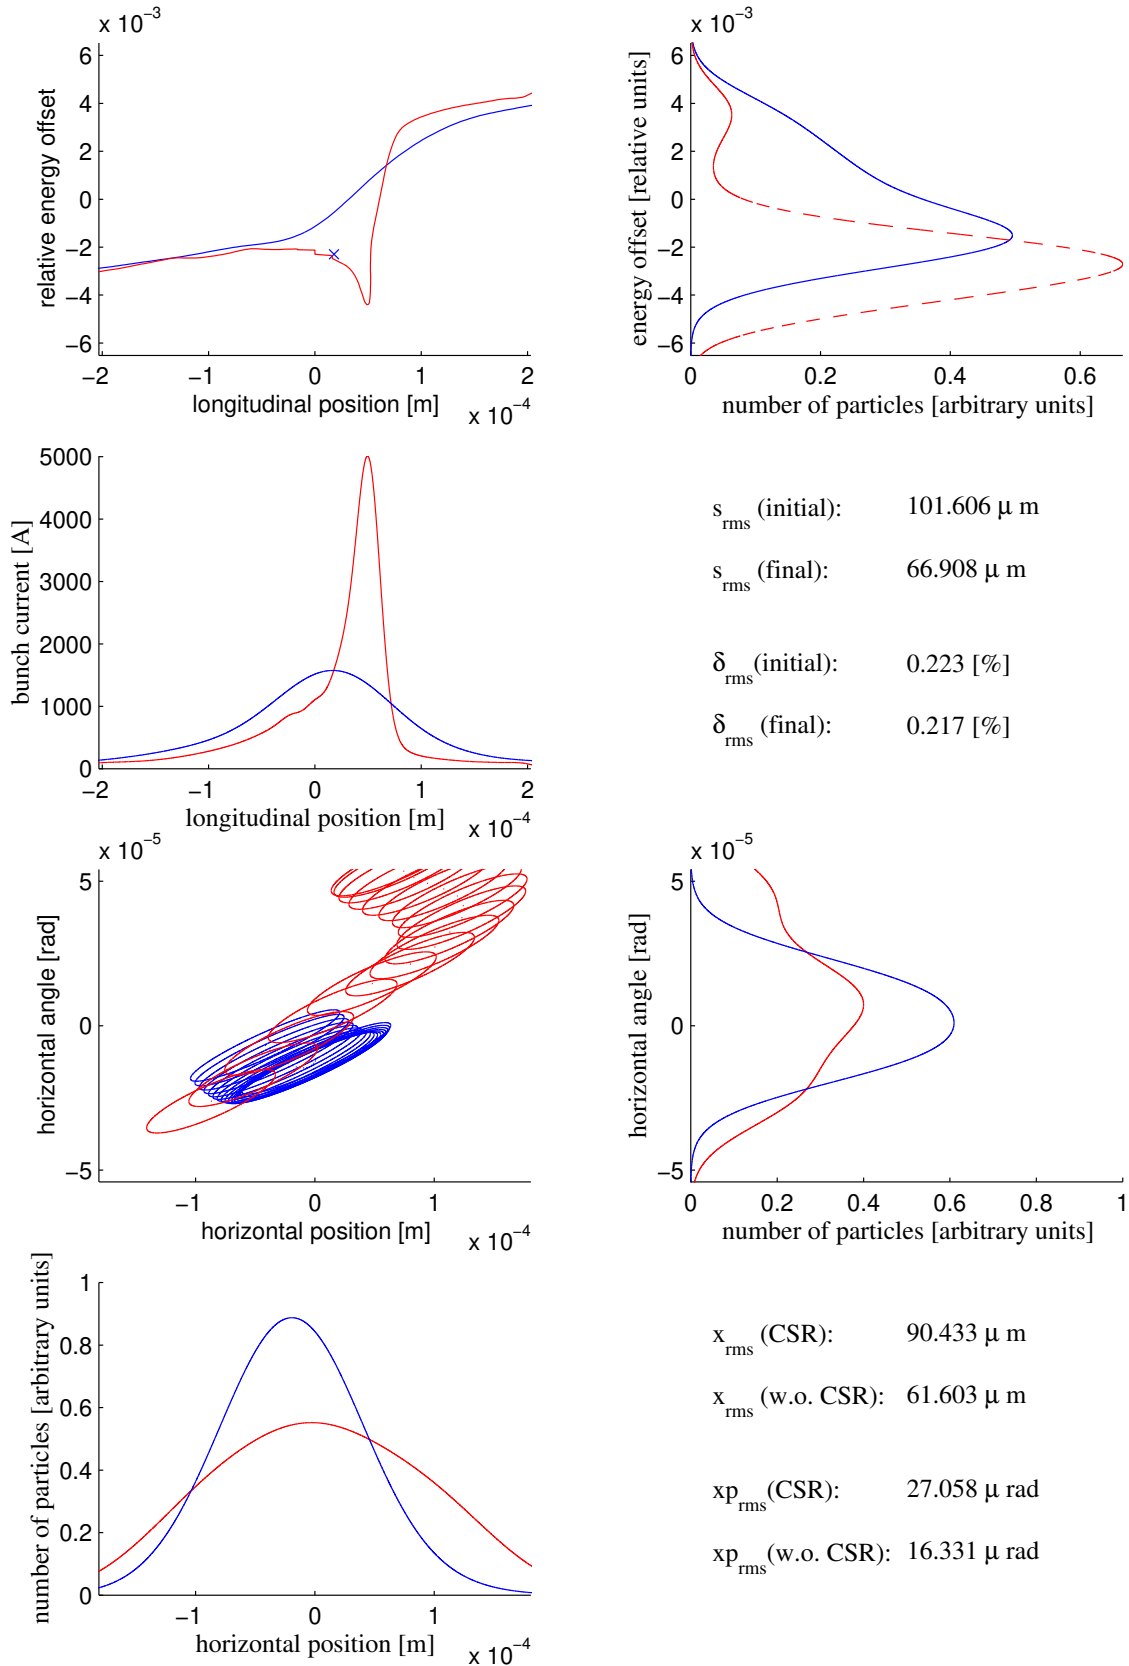 x 10⁻³
6
4
2
0
−2
−4
−6
relative energy offset
−2
−1
0
1
2
longitudinal position [m]
x 10⁻⁴
x 10⁻³
6
4
2
0
−2
−4
−6
energy offset [relative units]
0
0.2
0.4
0.6
number of particles [arbitrary units]
5000
4000
3000
2000
1000
0
bunch current [A]
−2
−1
0
1
2
longitudinal position [m]
x 10⁻⁴
s_rms (initial): 101.606 μ m
s_rms (final): 66.908 μ m
δ_rms (initial): 0.223 [%]
δ_rms (final): 0.217 [%]
x 10⁻⁵
5
0
−5
horizontal angle [rad]
−1
0
1
horizontal position [m]
x 10⁻⁴
x 10⁻⁵
5
0
−5
horizontal angle [rad]
0
0.2
0.4
0.6
0.8
1
number of particles [arbitrary units]
1
0.8
0.6
0.4
0.2
0
number of particles [arbitrary units]
−1
0
1
horizontal position [m]
x 10⁻⁴
x_rms (CSR): 90.433 μ m
x_rms (w.o. CSR): 61.603 μ m
xp_rms (CSR): 27.058 μ rad
xp_rms (w.o. CSR): 16.331 μ rad